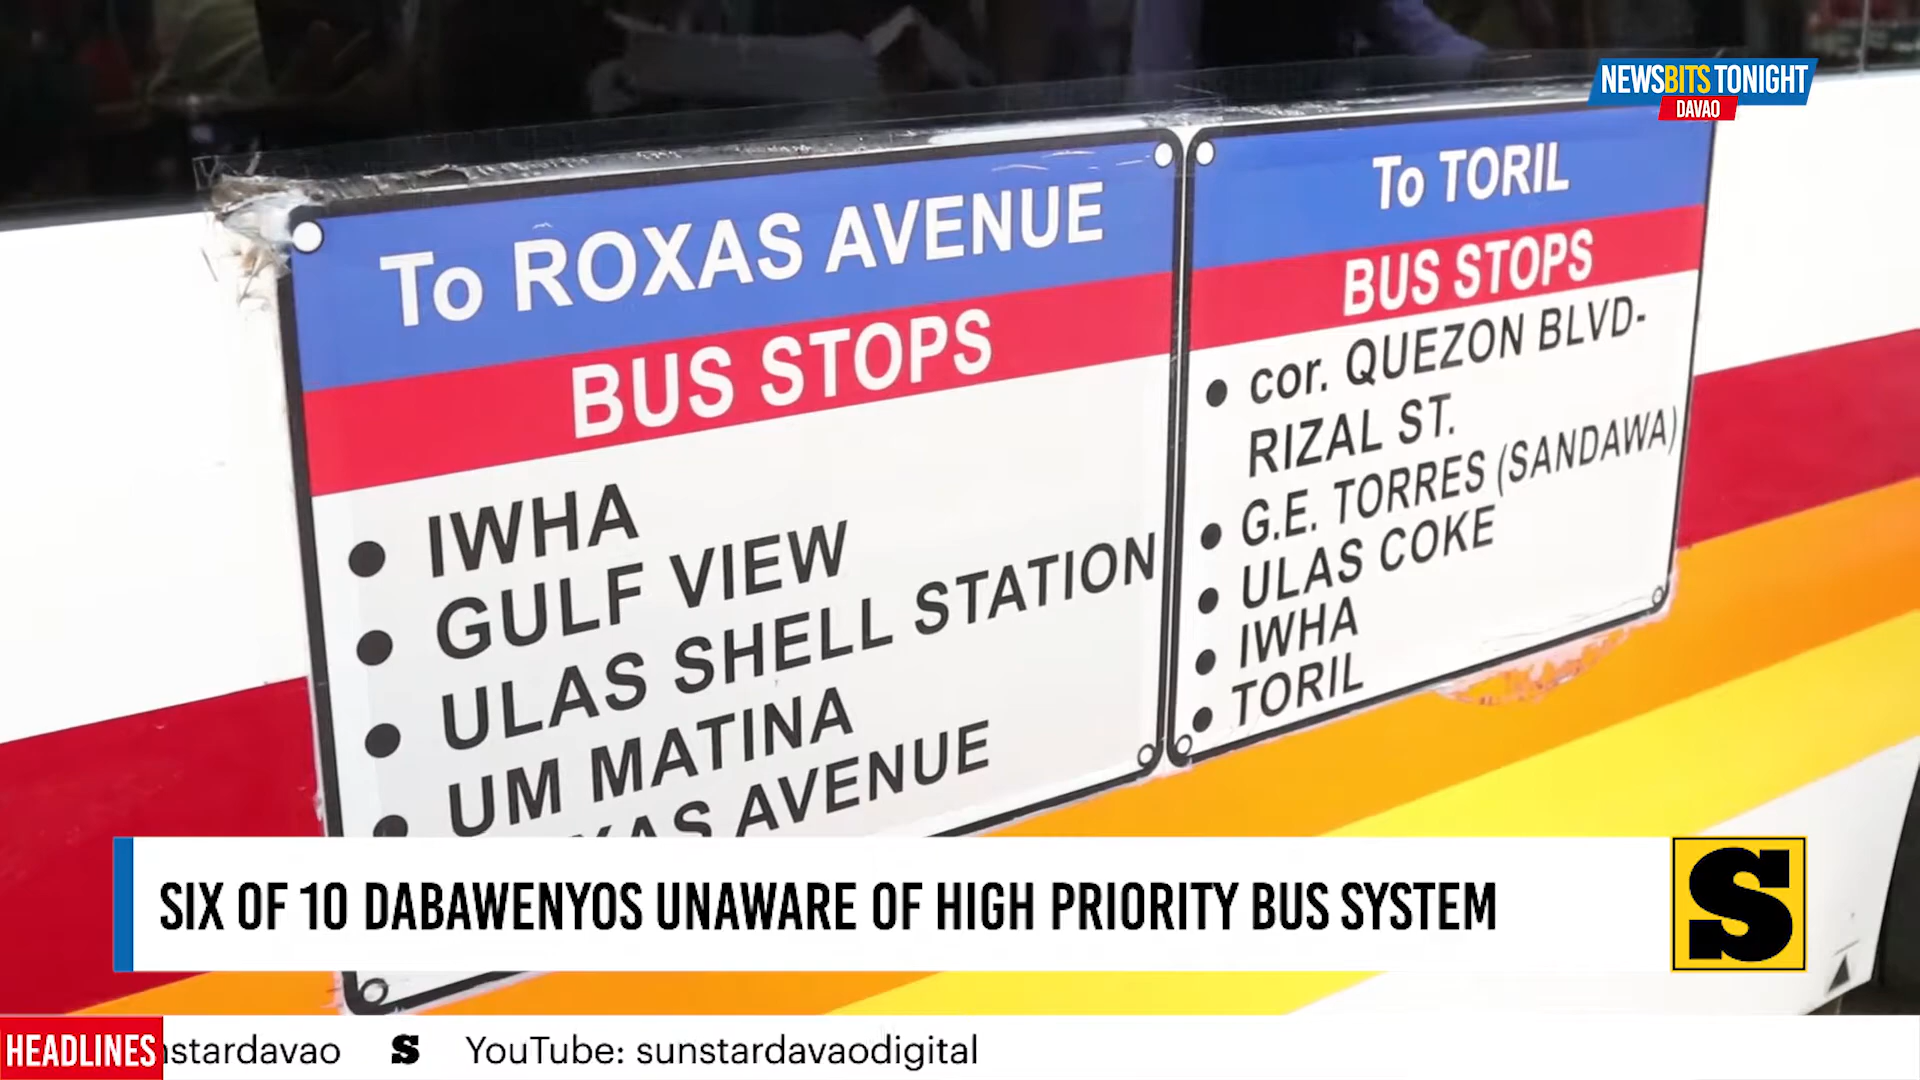 NEWSBITS TONIGHT
DAVAO
To ROXAS AVENUE
BUS STOPS
• IWHA
• GULF VIEW
• ULAS SHELL STATION
• UM MATINA
AVENUE
To TORIL
BUS STOPS
• cor. QUEZON BLVD-
RIZAL ST.
• G.E. TORRES (SANDAWA)
• ULAS COKE
• IWHA
• TORIL
SIX OF 10 DABAWENYOS UNAWARE OF HIGH PRIORITY BUS SYSTEM
S
HEADLINES
nstardavao S YouTube: sunstardavaodigital